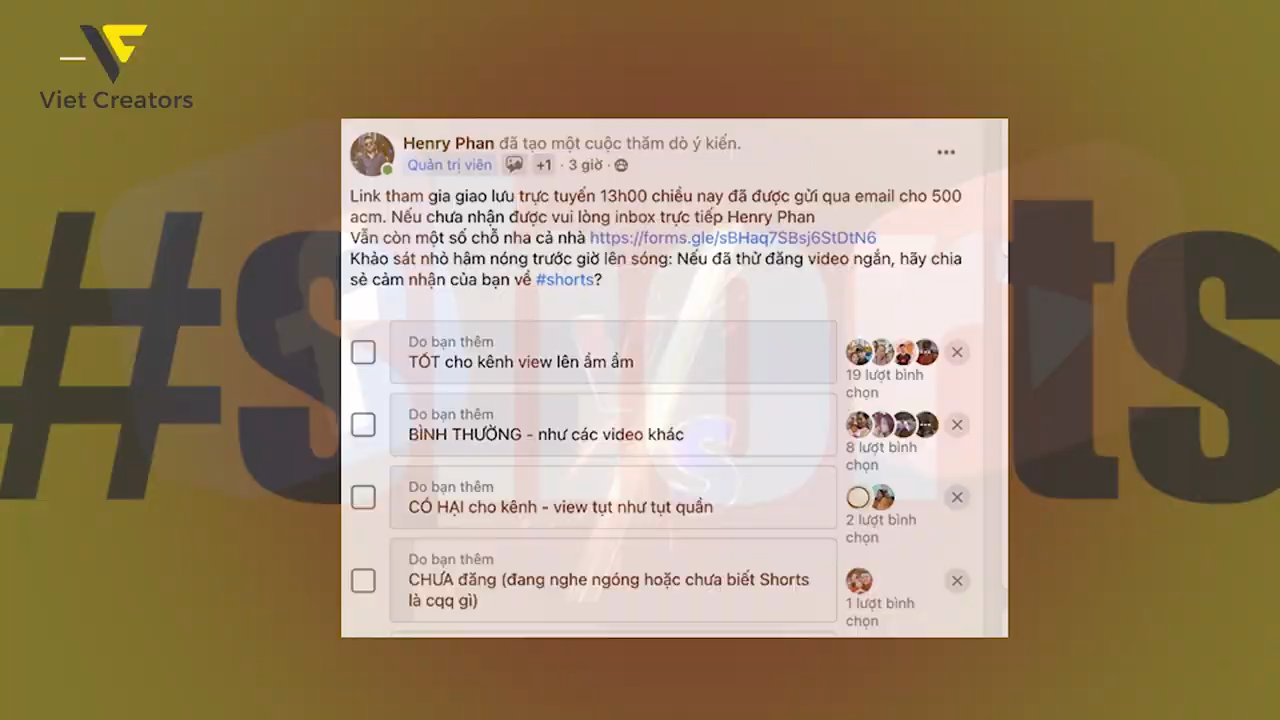 Viet Creators
#shorts
Henry Phan đã tạo một cuộc thăm dò ý kiến.
Quản trị viên +1 · 3 giờ ·
Link tham gia giao lưu trực tuyến 13h00 chiều nay đã được gửi qua email cho 500
acm. Nếu chưa nhận được vui lòng inbox trực tiếp Henry Phan
Vẫn còn một số chỗ nha cả nhà https://forms.gle/sBHaq7SBsj6StDtN6
Khảo sát nhỏ hâm nóng trước giờ lên sóng: Nếu đã thử đăng video ngắn, hãy chia
sẻ cảm nhận của bạn về #shorts?
Do bạn thêm
TỐT cho kênh view lên ầm ầm
19 lượt bình
chọn
Do bạn thêm
BÌNH THƯỜNG - như các video khác
8 lượt bình
chọn
Do bạn thêm
CÓ HẠI cho kênh - view tụt như tụt quần
2 lượt bình
chọn
Do bạn thêm
CHƯA đăng (đang nghe ngóng hoặc chưa biết Shorts
là cqq gì)
1 lượt bình
chọn